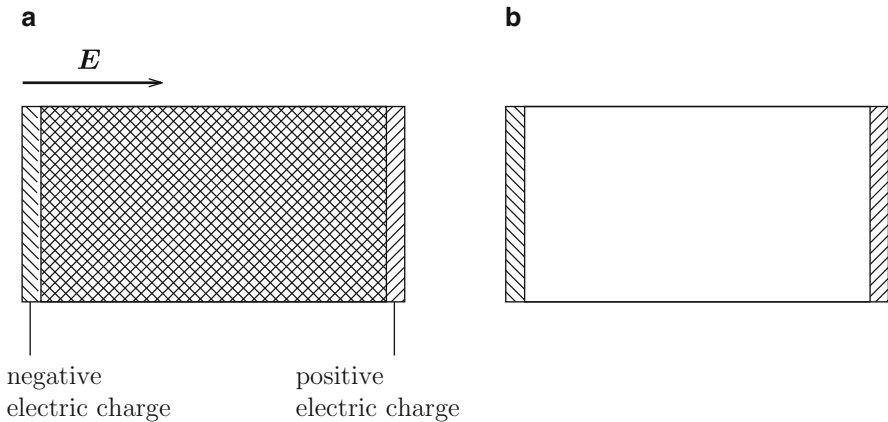 a
b
E
negative
electric charge
positive
electric charge